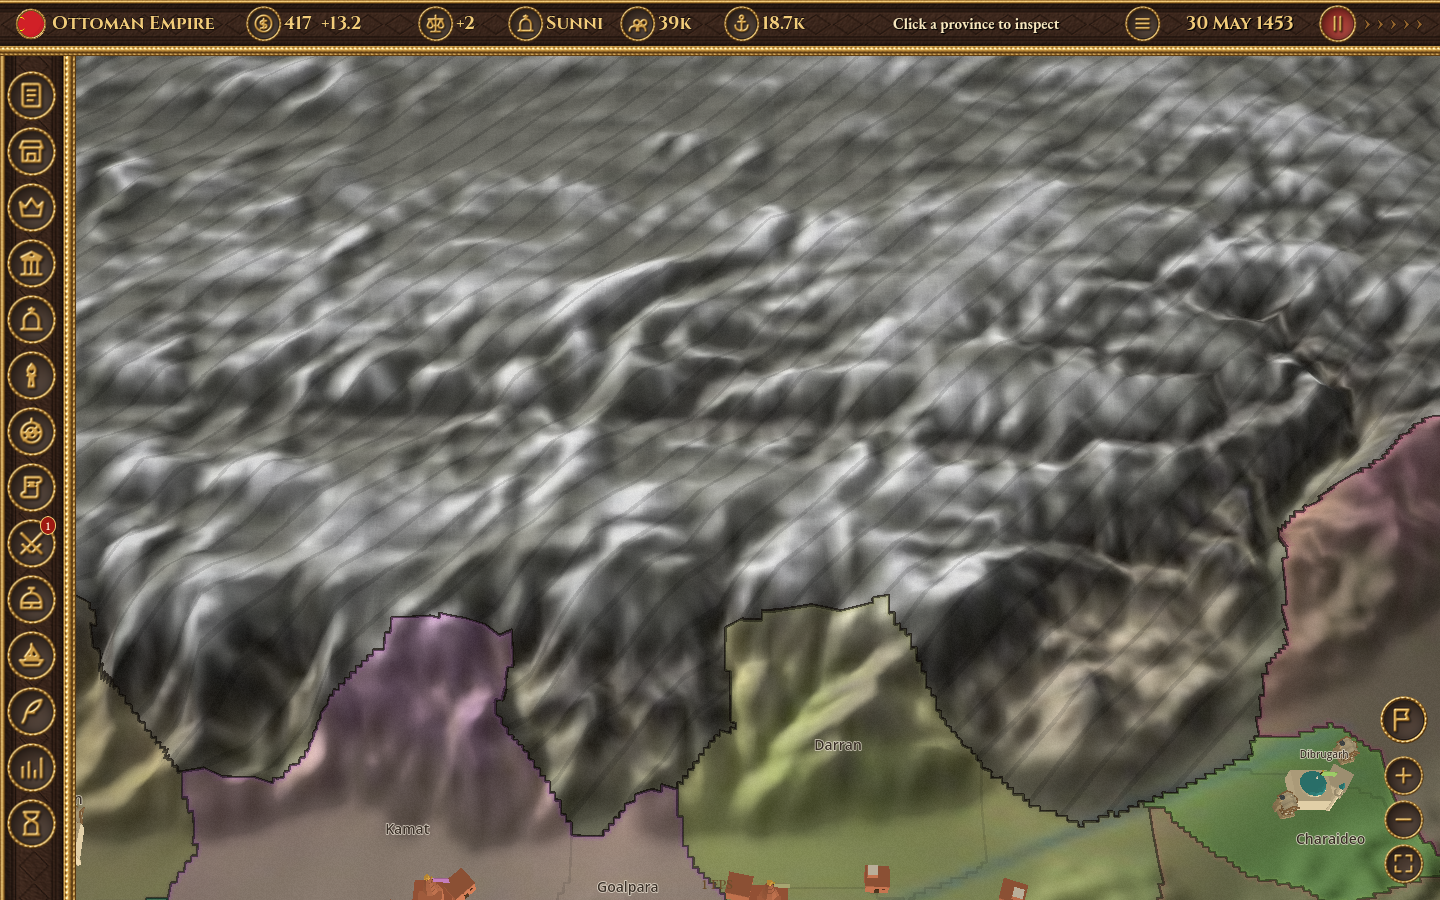 OTTOMAN EMPIRE 417 +13.2 +2 SUNNI 39K 18.7K Click a province to inspect 30 MAY 1453
1
Darran
Dibrugarh
Kamat
Charaideo
Goalpara